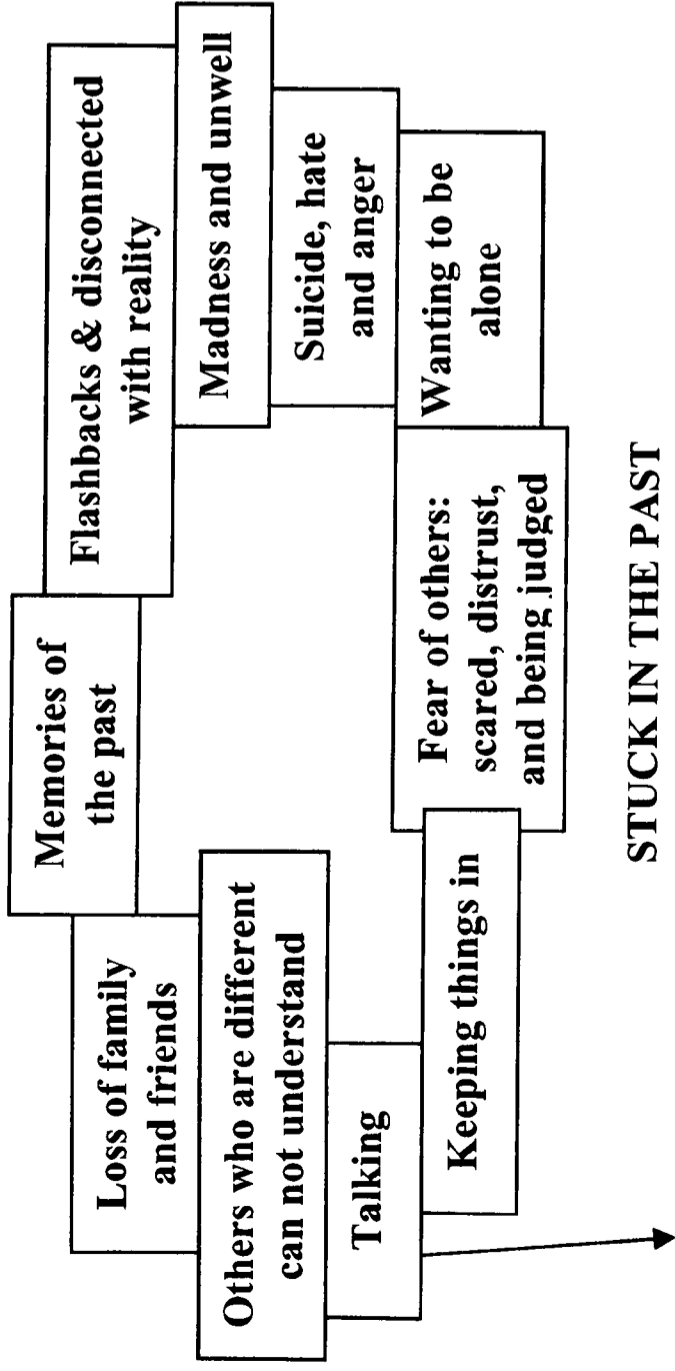 Memories of
the past
Flashbacks & disconnected
with reality
Madness and unwell
Suicide, hate
and anger
Wanting to be
alone
Fear of others:
scared, distrust,
and being judged
Keeping things in
Talking
Others who are different
can not understand
Loss of family
and friends
STUCK IN THE PAST